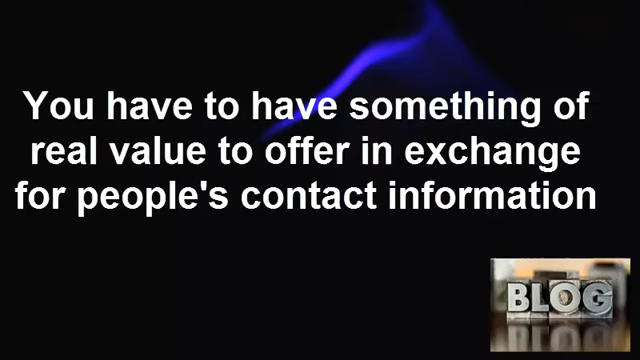 You have to have something of
real value to offer in exchange
for people's contact information
BLOG